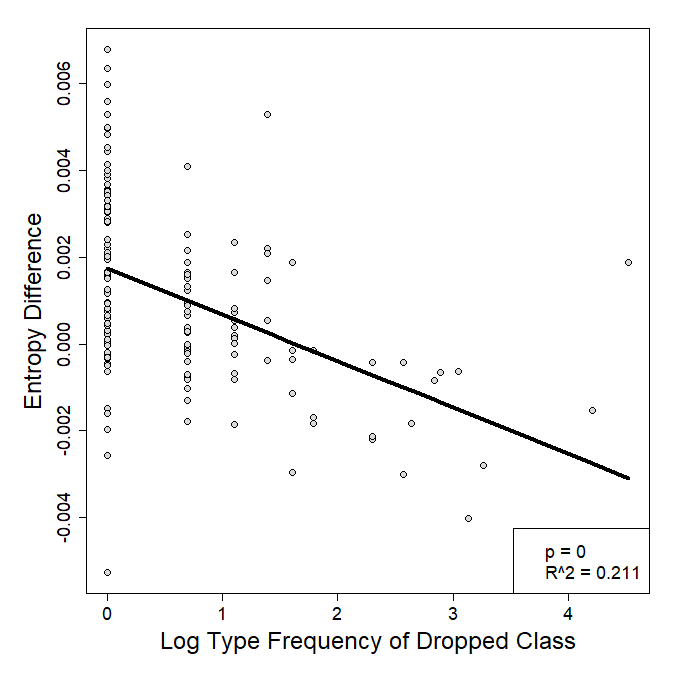 0.006
0.004
0.002
0.000
-0.002
-0.004
Entropy Difference
p = 0
R^2 = 0.211
0 1 2 3 4
Log Type Frequency of Dropped Class